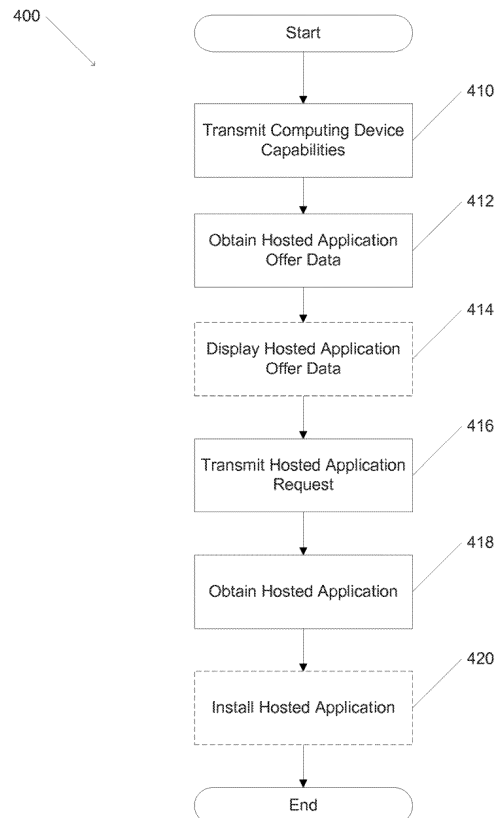 400
Start
410
Transmit Computing Device
Capabilities
412
Obtain Hosted Application
Offer Data
414
Display Hosted Application
Offer Data
416
Transmit Hosted Application
Request
418
Obtain Hosted Application
420
Install Hosted Application
End